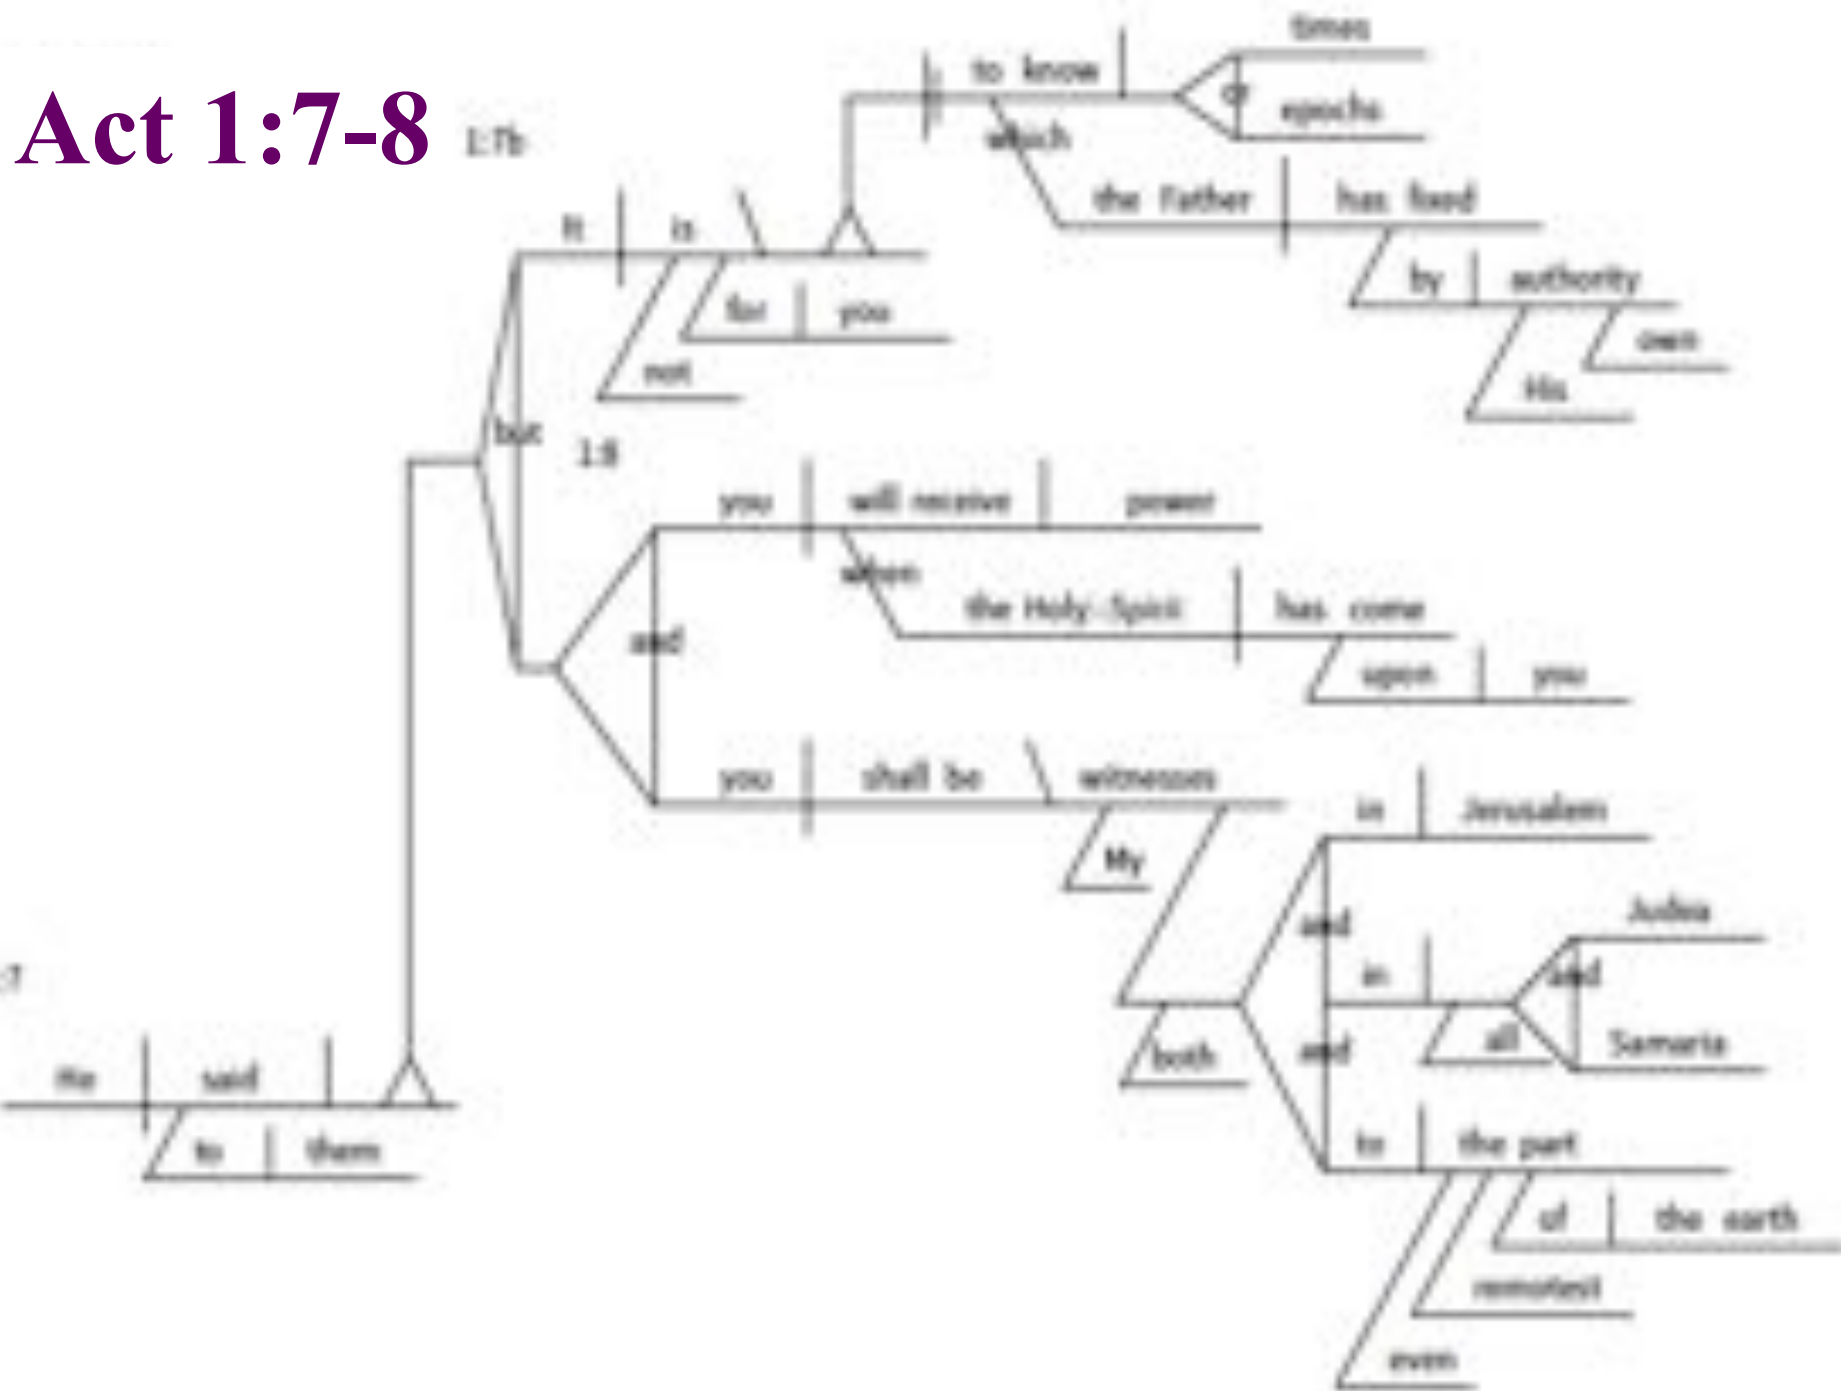 Act 1:7-8
1:7b
to know
times
or
epochs
which
the Father
has fixed
by
authority
His
own
It
is
for
you
not
but
1:8
you
will receive
power
when
the Holy-Spirit
has come
upon
you
and
you
shall be
witnesses
My
both
in
Jerusalem
and
in
all
Judea
and
Samaria
and
to
the part
of
the earth
remotest
even
:7
He
said
to
them